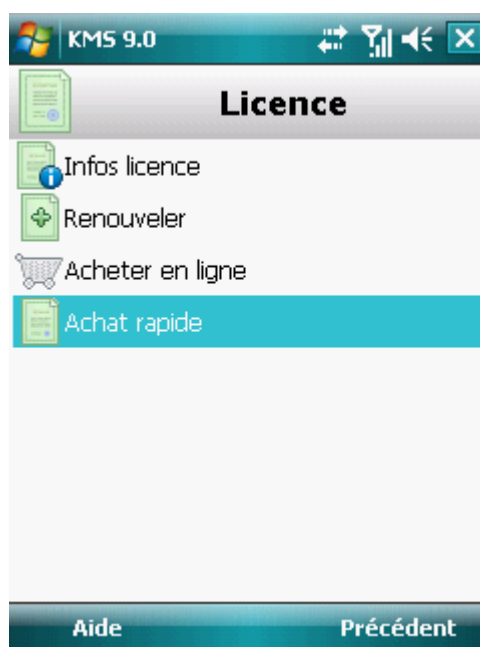 KMS 9.0
Licence
Infos licence
Renouveler
Acheter en ligne
Achat rapide
Aide Précédent